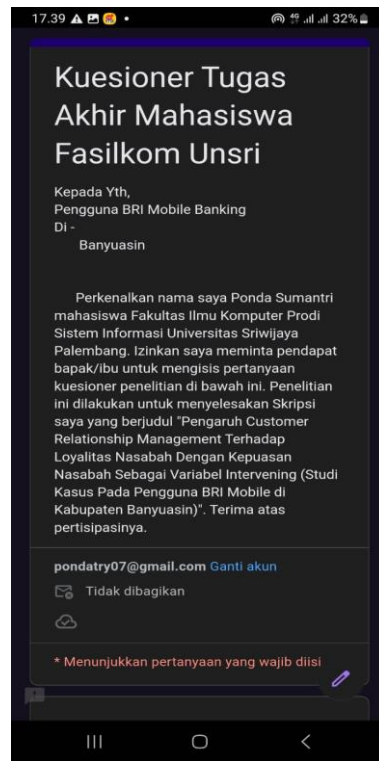 17.39 32%
Kuesioner Tugas
Akhir Mahasiswa
Fasilkom Unsri
Kepada Yth,
Pengguna BRI Mobile Banking
Di -
Banyuasin
Perkenalkan nama saya Ponda Sumantri
mahasiswa Fakultas Ilmu Komputer Prodi
Sistem Informasi Universitas Sriwijaya
Palembang. Izinkan saya meminta pendapat
bapak/ibu untuk mengisis pertanyaan
kuesioner penelitian di bawah ini. Penelitian
ini dilakukan untuk menyelesakan Skripsi
saya yang berjudul "Pengaruh Customer
Relationship Management Terhadap
Loyalitas Nasabah Dengan Kepuasan
Nasabah Sebagai Variabel Intervening (Studi
Kasus Pada Pengguna BRI Mobile di
Kabupaten Banyuasin)". Terima atas
pertisipasinya.
pondatry07@gmail.com Ganti akun
Tidak dibagikan
* Menunjukkan pertanyaan yang wajib diisi